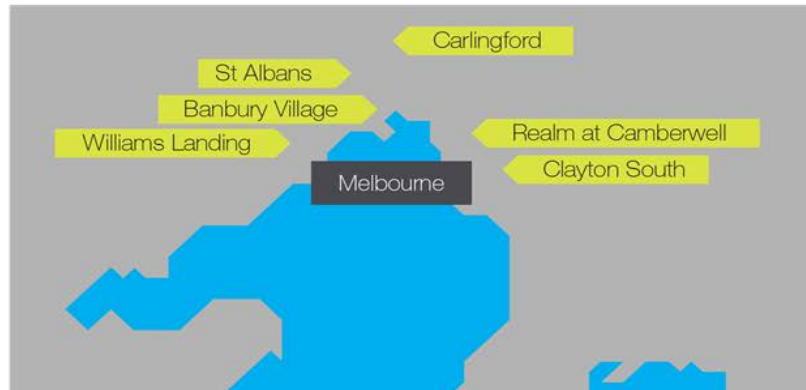 Carlingford
St Albans
Banbury Village
Realm at Camberwell
Williams Landing
Clayton South
Melbourne